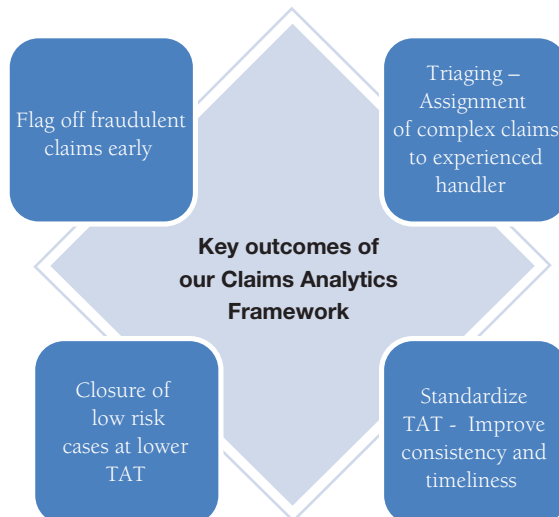 Flag off fraudulent
claims early
Triaging –
Assignment
of complex claims
to experienced
handler
Key outcomes of
our Claims Analytics
Framework
Closure of
low risk
cases at lower
TAT
Standardize
TAT - Improve
consistency and
timeliness